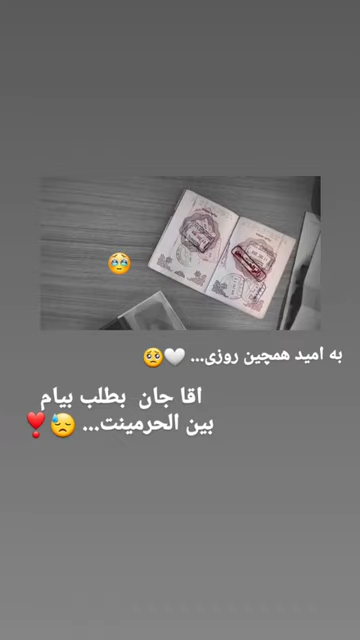 به امید همچین روزی... 🤍🥺
اقا جان بطلب بیام
بین الحرمینت... 😓❣️